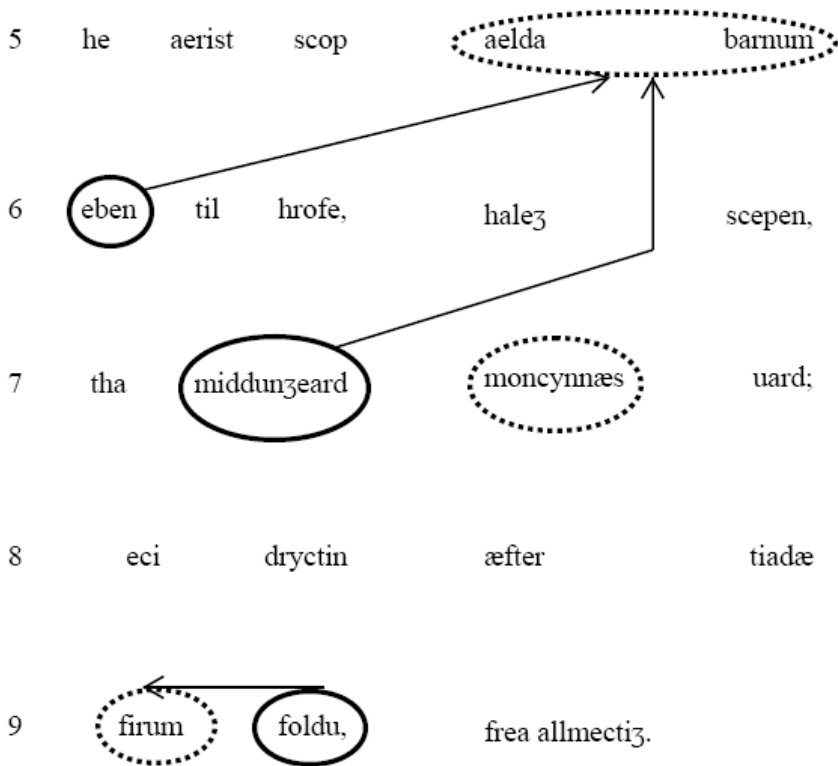 5 he aerist scop aelda barnum
6 eben til hrofe, haleʒ scepen,
7 tha middunʒeard moncynnæs uard;
8 eci dryctin æfter tiadæ
9 firum foldu, frea allmectiʒ.